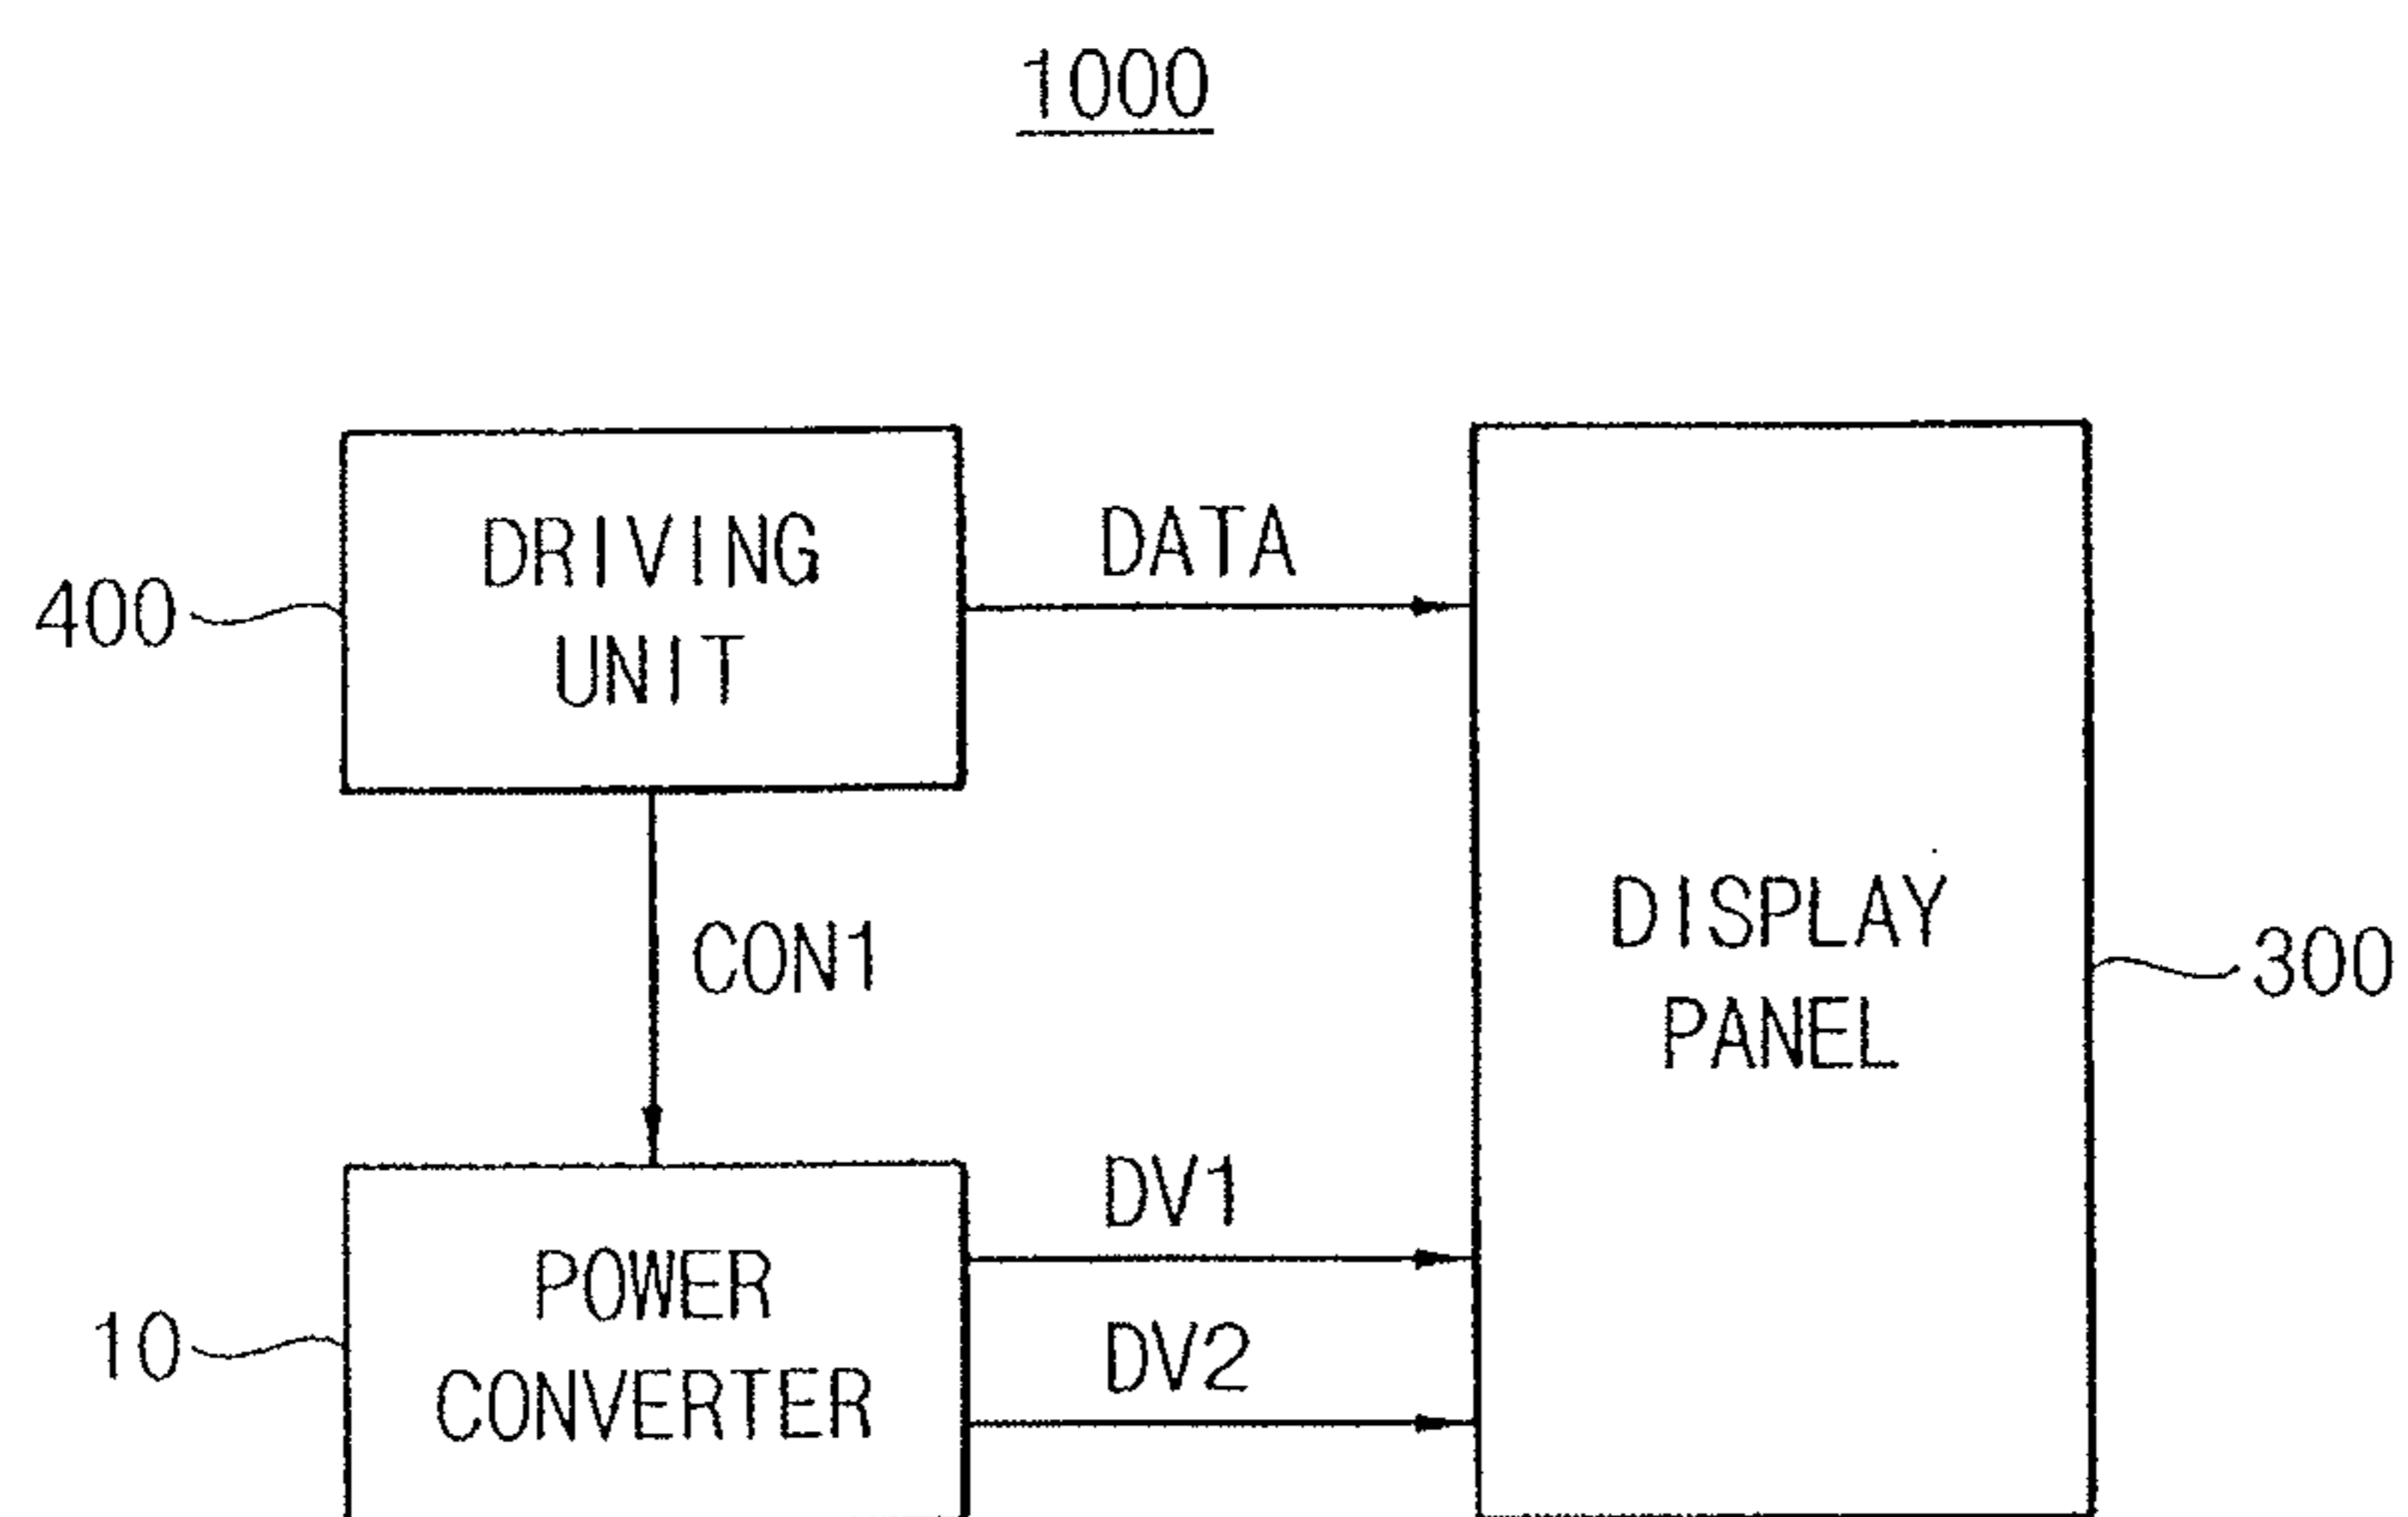 1000
DRIVING
UNIT
400
DATA
CON1
DISPLAY
PANEL
300
POWER
CONVERTER
10
DV1
DV2